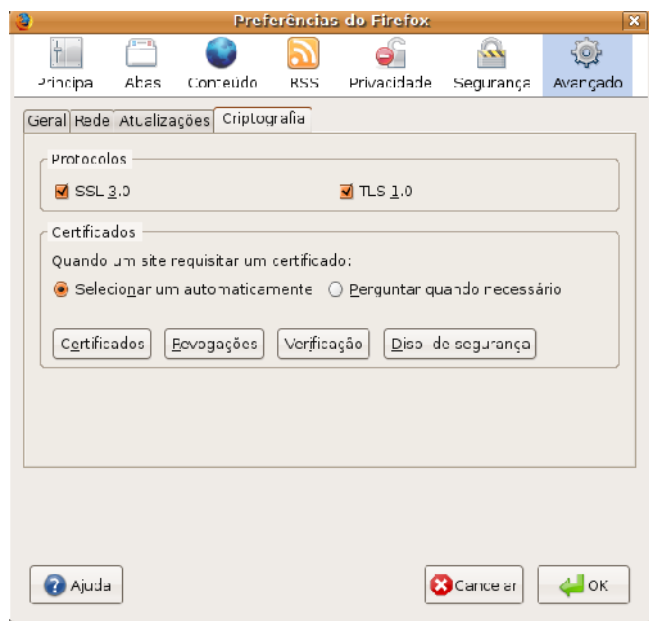 Preferências do Firefox
Principa Abas Conteúdo RSS Privacidade Segurança Avançado
Geral Rede Atualizações Criptografia
Protocolos
SSL 3.0 TLS 1.0
Certificados
Quando um site requisitar um certificado:
Selecionar um automaticamente Perguntar quando necessário
Certificados Revogações Verificação Disp de segurança
Ajuda Cancelar OK